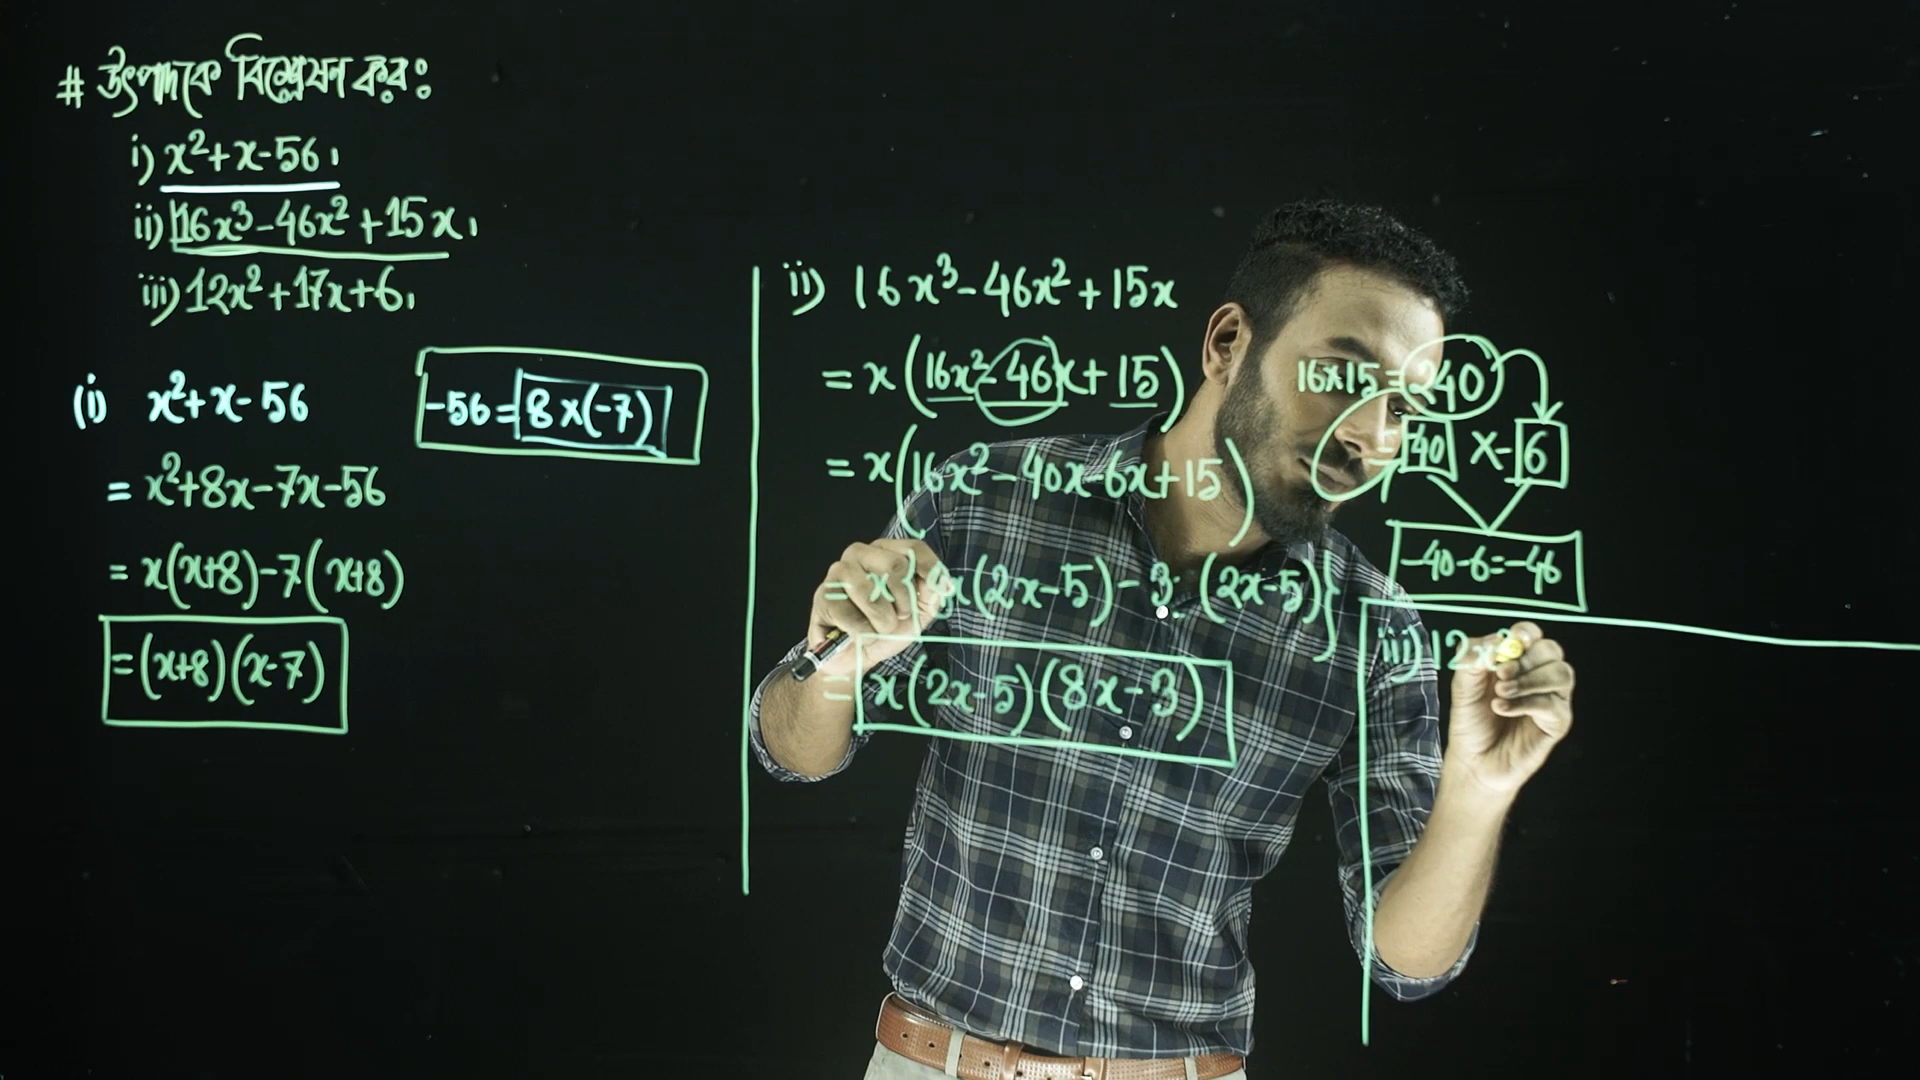 # উৎপাদকে বিশ্লেষন কর:
i) x²+x-56,
ii) 16x³-46x²+15x,
iii) 12x²+17x+6,
(i) x²+x-56
-56=8×(-7)
= x²+8x-7x-56
= x(x+8)-7(x+8)
=(x+8)(x-7)
ii) 16x³-46x²+15x
= x(16x²-46x+15)
16×15=240
= x(16x²-40x-6x+15)
-40 × -6
-40-6=-46
= x{8x(2x-5)-3(2x-5)}
= x(2x-5)(8x-3)
iii) 12x²